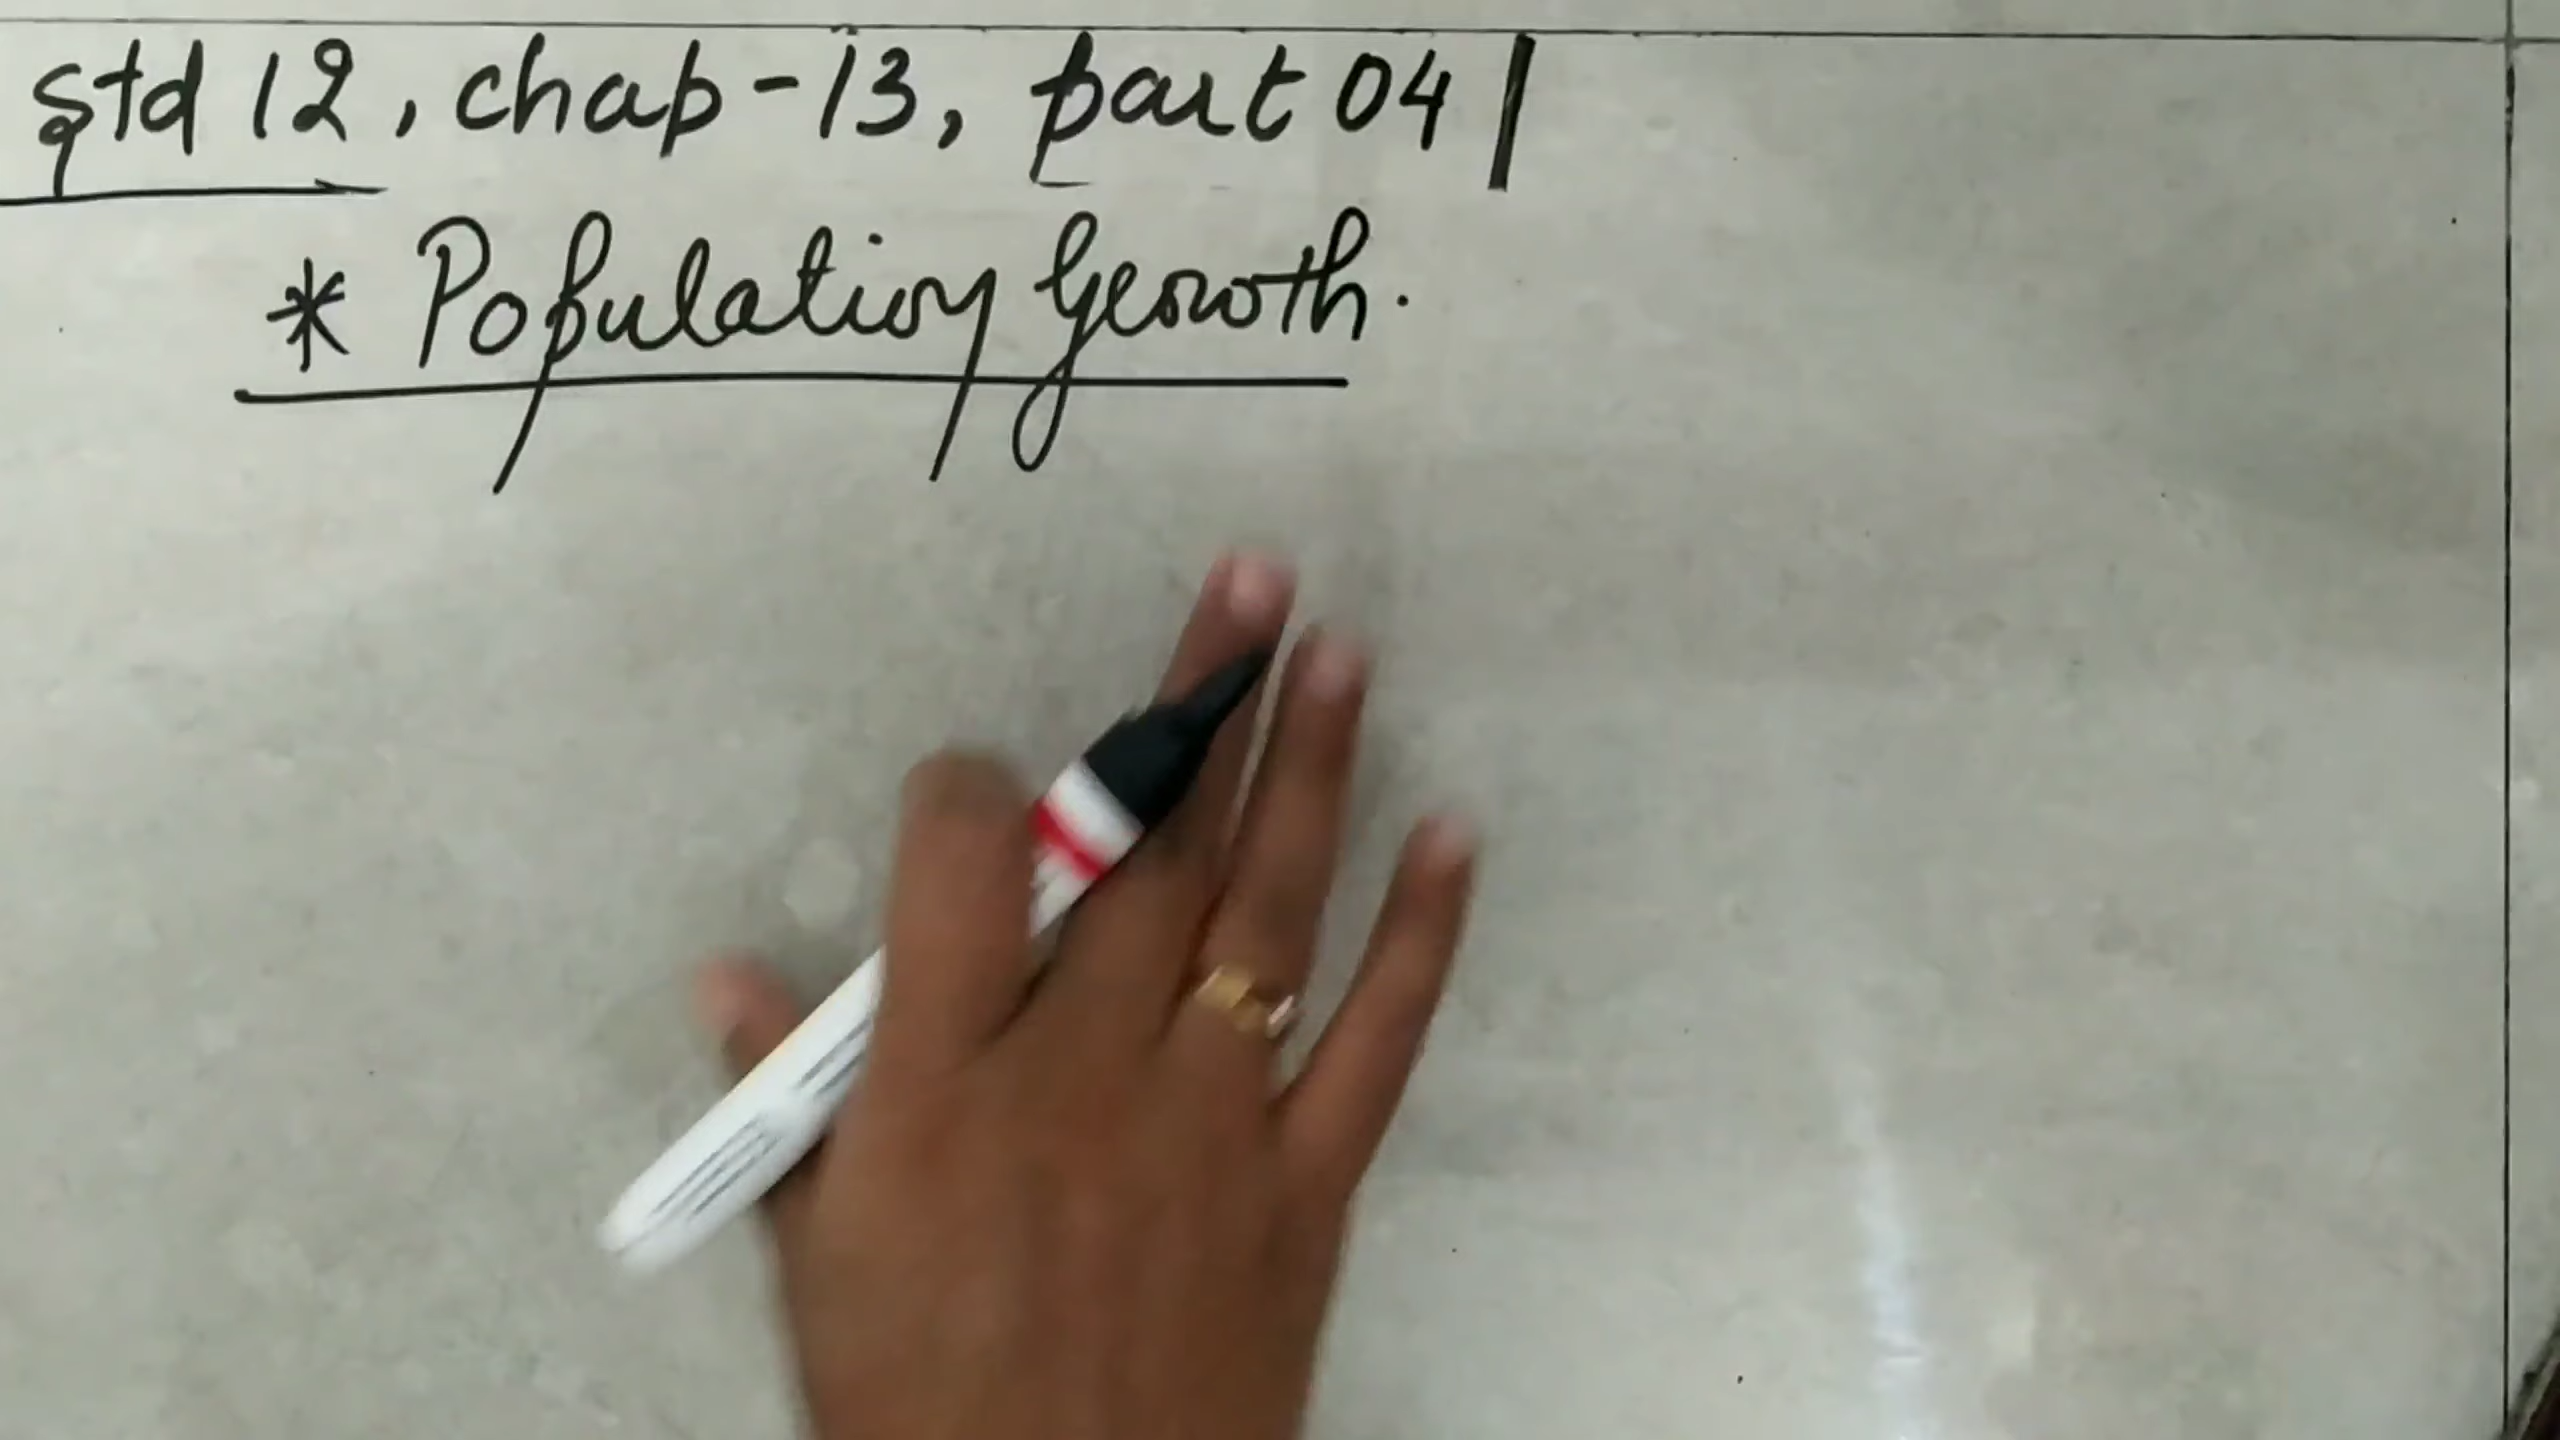 std 12, chap-13, part 04 |
* Population Growth.